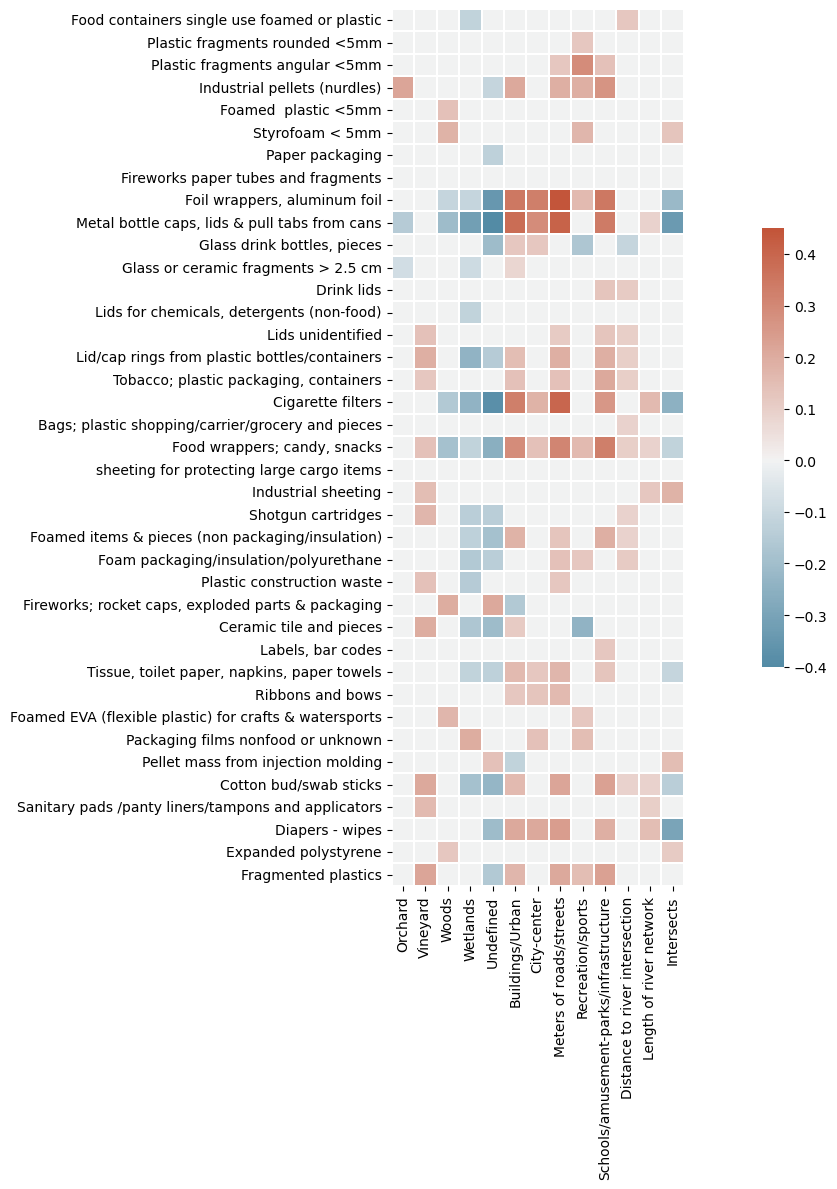 Food containers single use foamed or plastic
Plastic fragments rounded <5mm
Plastic fragments angular <5mm
Industrial pellets (nurdles)
Foamed  plastic <5mm
Styrofoam < 5mm
Paper packaging
Fireworks paper tubes and fragments
Foil wrappers, aluminum foil
Metal bottle caps, lids & pull tabs from cans
Glass drink bottles, pieces
Glass or ceramic fragments > 2.5 cm
Drink lids
Lids for chemicals, detergents (non-food)
Lids unidentified
Lid/cap rings from plastic bottles/containers
Tobacco; plastic packaging, containers
Cigarette filters
Bags; plastic shopping/carrier/grocery and pieces
Food wrappers; candy, snacks
sheeting for protecting large cargo items
Industrial sheeting
Shotgun cartridges
Foamed items & pieces (non packaging/insulation)
Foam packaging/insulation/polyurethane
Plastic construction waste
Fireworks; rocket caps, exploded parts & packaging
Ceramic tile and pieces
Labels, bar codes
Tissue, toilet paper, napkins, paper towels
Ribbons and bows
Foamed EVA (flexible plastic) for crafts & watersports
Packaging films nonfood or unknown
Pellet mass from injection molding
Cotton bud/swab sticks
Sanitary pads /panty liners/tampons and applicators
Diapers - wipes
Expanded polystyrene
Fragmented plastics
Orchard
Vineyard
Woods
Wetlands
Undefined
Buildings/Urban
City-center
Meters of roads/streets
Recreation/sports
Schools/amusement-parks/infrastructure
Distance to river intersection
Length of river network
Intersects
0.4
0.3
0.2
0.1
0.0
−0.1
−0.2
−0.3
−0.4